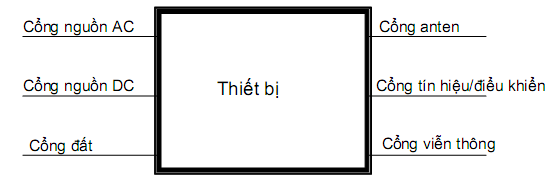 Cổng nguồn AC
Cổng anten
Cổng nguồn DC
Thiết bị
Cổng tín hiệu/điều khiển
Cổng đất
Cổng viễn thông